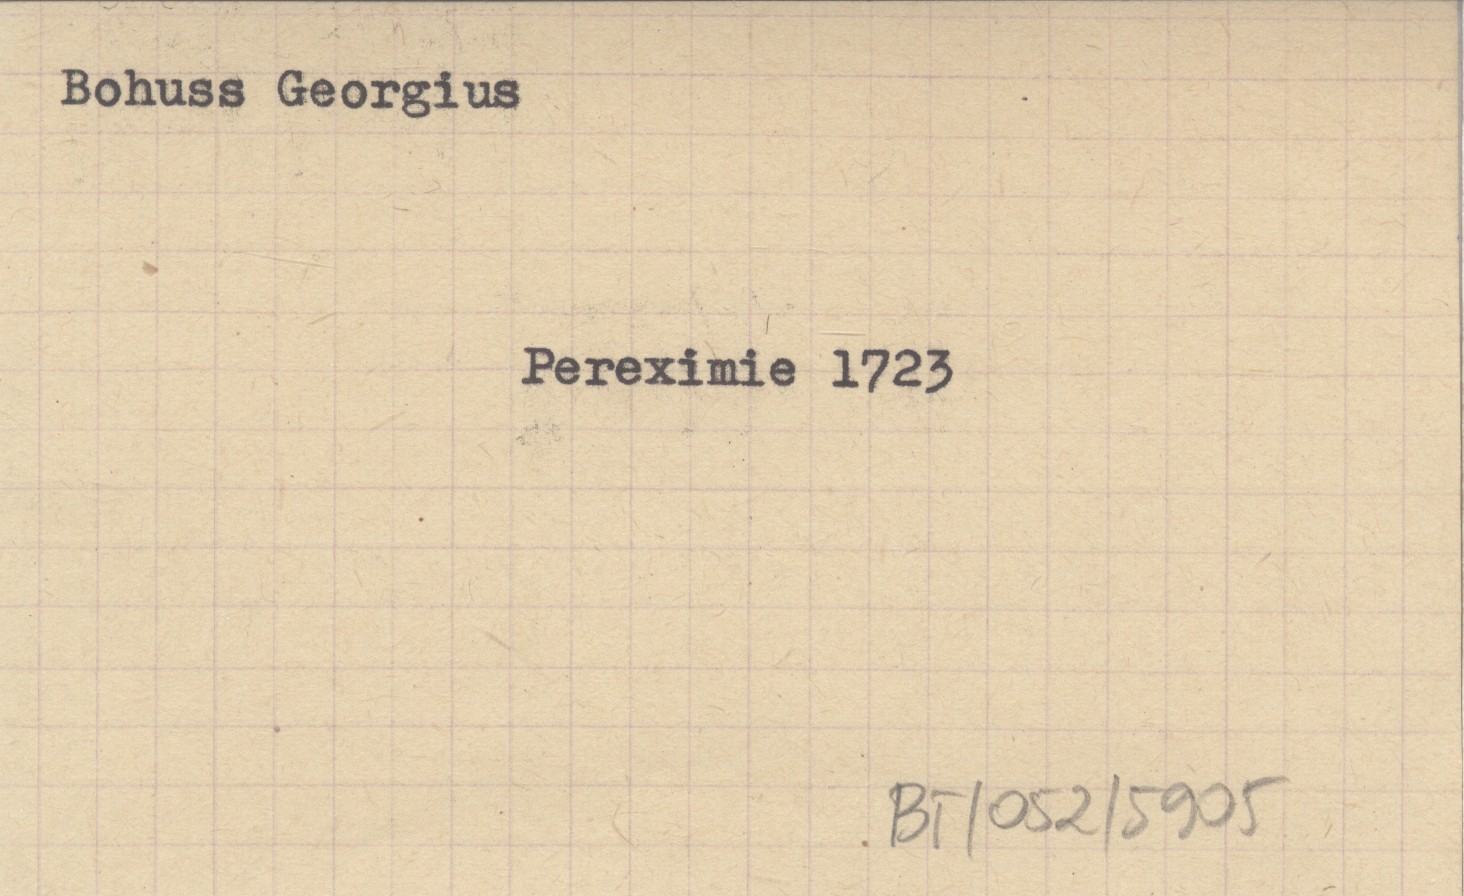 Bohuss Georgius
Pereximie 1723
BT/052/5905